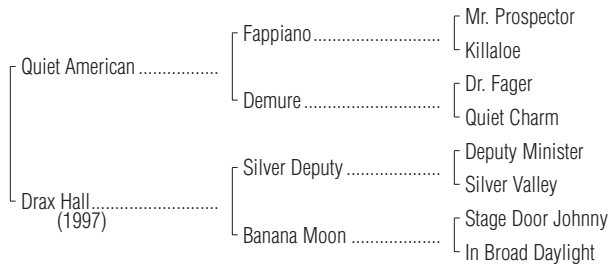 Mr. Prospector
Fappiano
Killaloe
Quiet American
Dr. Fager
Demure
Quiet Charm
Deputy Minister
Silver Deputy
Silver Valley
Drax Hall
(1997)
Stage Door Johnny
Banana Moon
In Broad Daylight